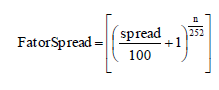 FatorSpread = [(spread/100 + 1)^(n/252)]